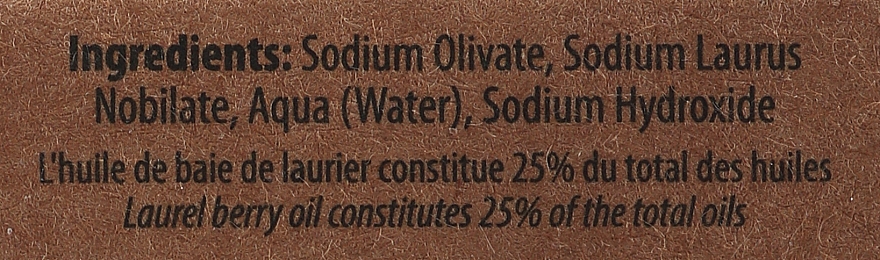 Ingredients: Sodium Olivate, Sodium Laurus
Nobilate, Aqua (Water), Sodium Hydroxide
L'huile de baie de laurier constitue 25% du total des huiles
Laurel berry oil constitutes 25% of the total oils